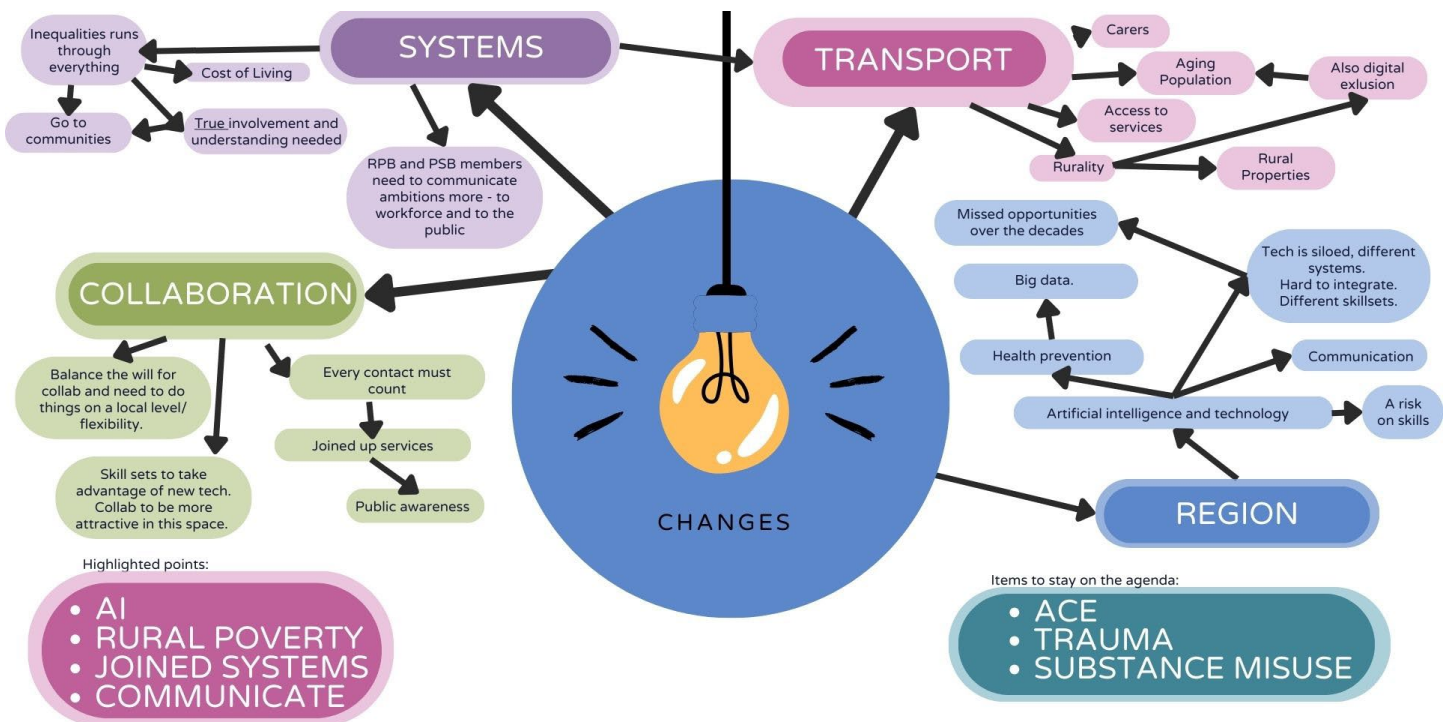 SYSTEMS
Inequalities runs
through
everything
Cost of Living
Go to
communities
True involvement and
understanding needed
RPB and PSB members
need to communicate
ambitions more - to
workforce and to the
public
TRANSPORT
Carers
Aging
Population
Also digital
exlusion
Access to
services
Rurality
Rural
Properties
COLLABORATION
Balance the will for
collab and need to do
things on a local level/
flexibility.
Every contact must
count
Joined up services
Public awareness
Skill sets to take
advantage of new tech.
Collab to be more
attractive in this space.
CHANGES
Missed opportunities
over the decades
Tech is siloed, different
systems.
Hard to integrate.
Different skillsets.
Big data.
Health prevention
Communication
Artificial intelligence and technology
A risk
on skills
REGION
Highlighted points:
• AI
• RURAL POVERTY
• JOINED SYSTEMS
• COMMUNICATE
Items to stay on the agenda:
• ACE
• TRAUMA
• SUBSTANCE MISUSE